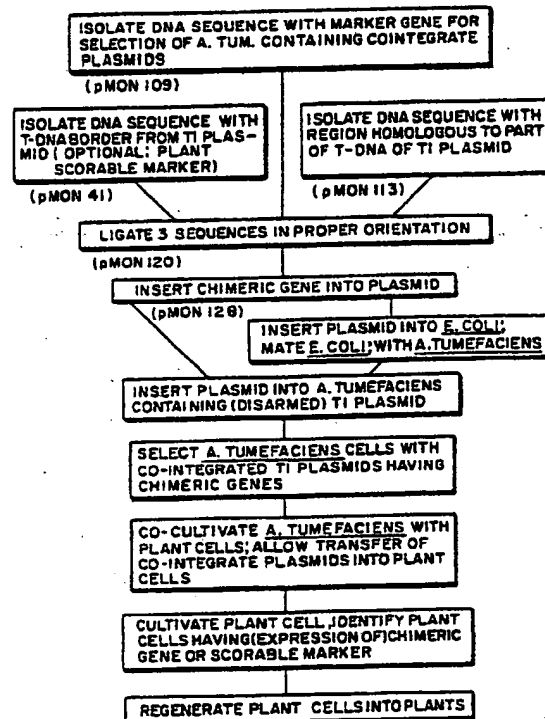 ISOLATE DNA SEQUENCE WITH MARKER GENE FOR
SELECTION OF A. TUM. CONTAINING COINTEGRATE
PLASMIDS
(pMON 109)
ISOLATE DNA SEQUENCE WITH
T-DNA BORDER FROM TI PLAS-
MID (OPTIONAL: PLANT
SCORABLE MARKER)
(pMON 41)
ISOLATE DNA SEQUENCE WITH
REGION HOMOLOGOUS TO PART
OF T-DNA OF TI PLASMID
(pMON 113)
LIGATE 3 SEQUENCES IN PROPER ORIENTATION
(pMON 120)
INSERT CHIMERIC GENE INTO PLASMID
(pMON 128)
INSERT PLASMID INTO E. COLI;
MATE E. COLI; WITH A. TUMEFACIENS
INSERT PLASMID INTO A. TUMEFACIENS
CONTAINING (DISARMED) TI PLASMID
SELECT A. TUMEFACIENS CELLS WITH
CO-INTEGRATED TI PLASMIDS HAVING
CHIMERIC GENES
CO-CULTIVATE A. TUMEFACIENS WITH
PLANT CELLS; ALLOW TRANSFER OF
CO-INTEGRATE PLASMIDS INTO PLANT
CELLS
CULTIVATE PLANT CELL, IDENTIFY PLANT
CELLS HAVING (EXPRESSION OF) CHIMERIC
GENE OR SCORABLE MARKER
REGENERATE PLANT CELLS INTO PLANTS